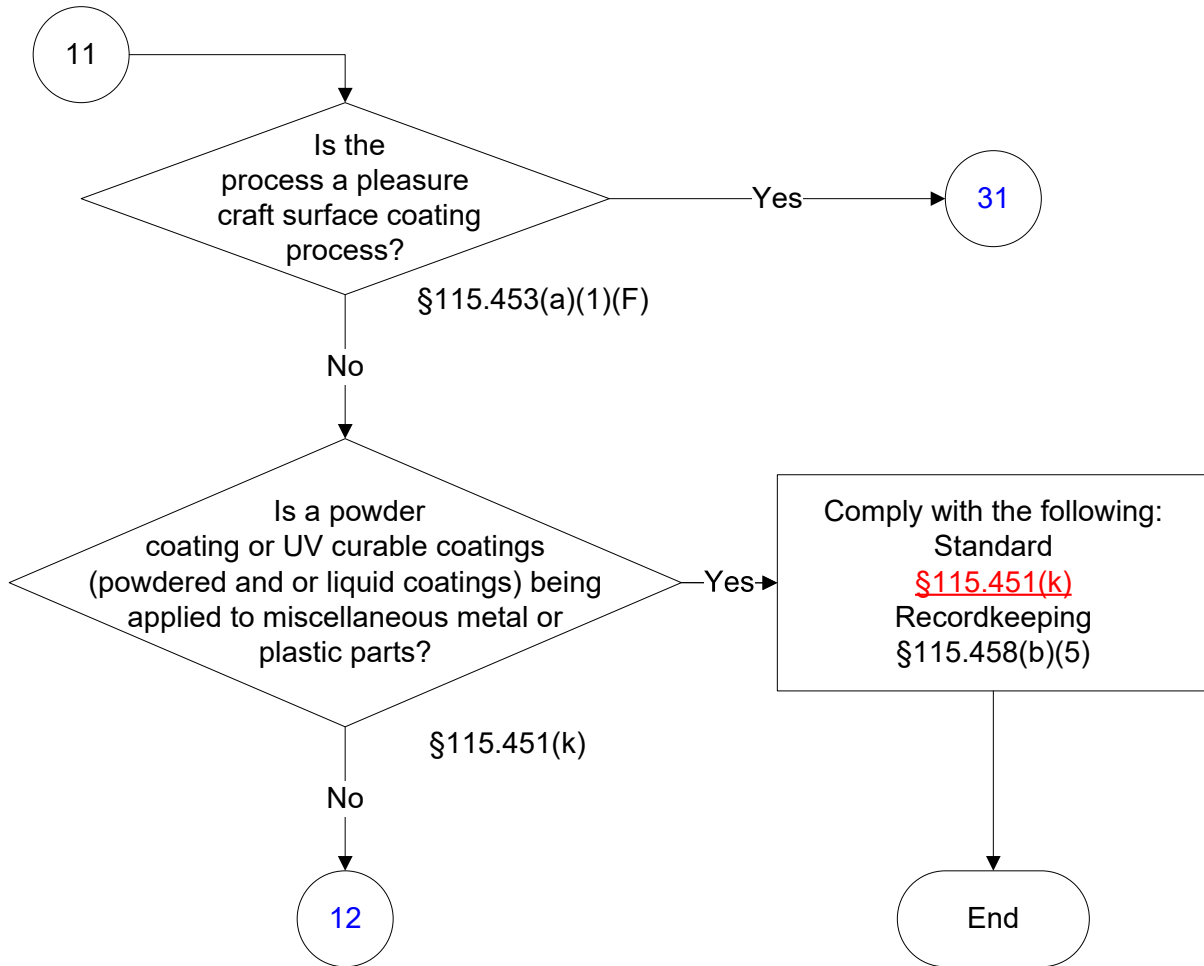 11
Is the
process a pleasure
craft surface coating
process?
Yes
31
§115.453(a)(1)(F)
No
Is a powder
coating or UV curable coatings
(powdered and or liquid coatings) being
applied to miscellaneous metal or
plastic parts?
Yes
Comply with the following:
Standard
§115.451(k)
Recordkeeping
§115.458(b)(5)
§115.451(k)
No
12
End